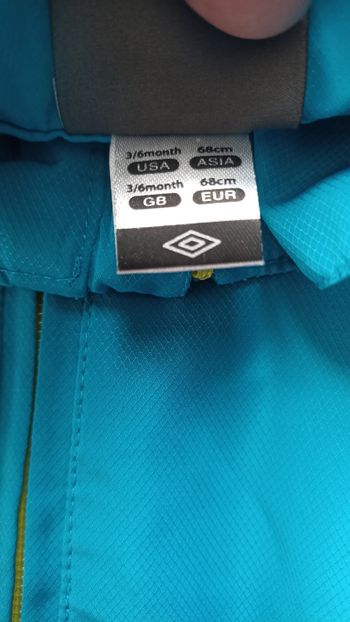 3/6month 68cm
USA ASIA
3/6month 68cm
GB EUR